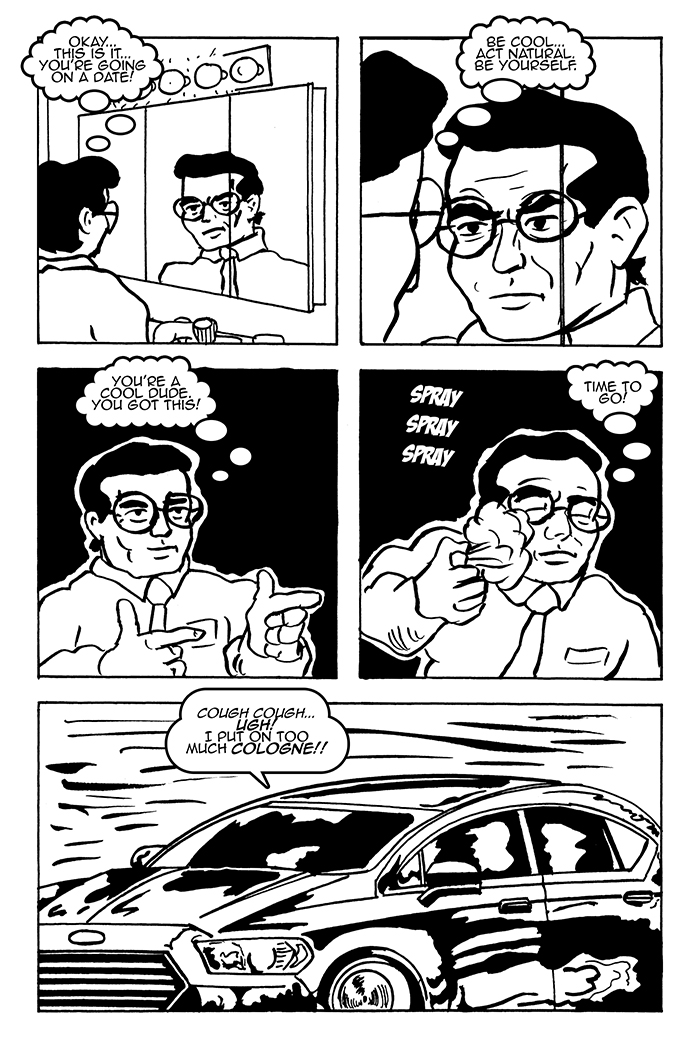 OKAY...
THIS IS IT...
YOU'RE GOING
ON A DATE!
BE COOL...
ACT NATURAL.
BE YOURSELF.
YOU'RE A
COOL DUDE.
YOU GOT THIS!
SPRAY
SPRAY
SPRAY
TIME TO
GO!
COUGH COUGH...
UGH!
I PUT ON TOO
MUCH COLOGNE!!